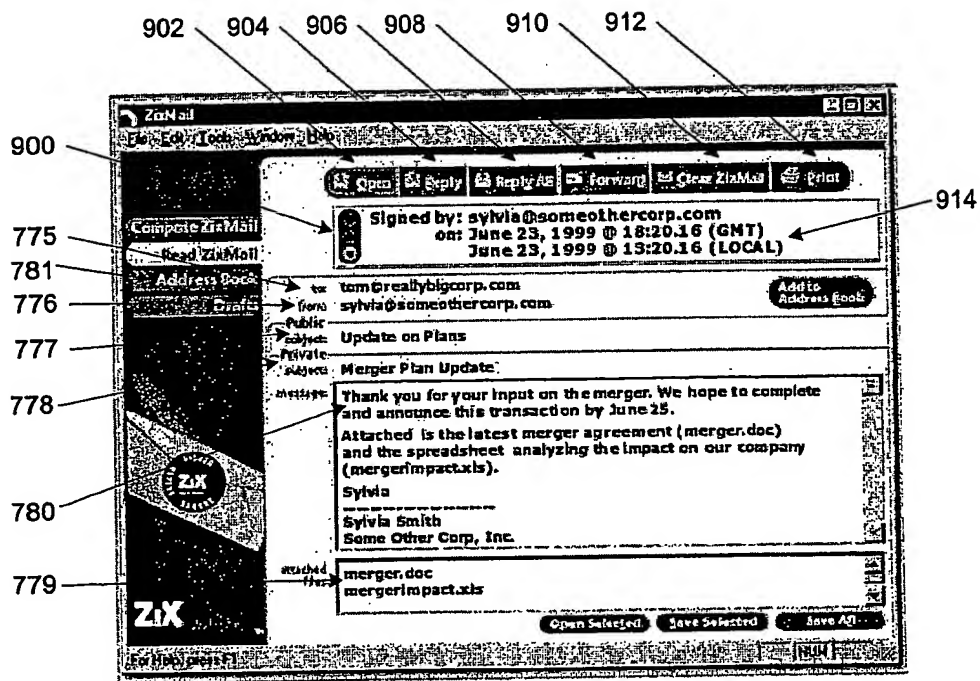 902 904 906 908 910 912
ZixMail
File Edit Tools Window Help
900
Open Reply Reply All Forward Clear ZixMail Print
914
Signed by: sylvia@someothercorp.com
on: June 23, 1999 @ 18:20.16 (GMT)
June 23, 1999 @ 13:20.16 (LOCAL)
Compose ZixMail
775
Read ZixMail
781
Address Book
776
Drafts
to: tom@reallybigcorp.com
from: sylvia@someothercorp.com
Add to
Address Book
777
Public
subject: Update on Plans
778
Private
subject: Merger Plan Update
message:
Thank you for your input on the merger. We hope to complete
and announce this transaction by June 25.
Attached is the latest merger agreement (merger.doc)
and the spreadsheet analyzing the impact on our company
(mergerimpact.xls).
Sylvia
--------------------
Sylvia Smith
Some Other Corp, Inc.
780
ZiX
779
attached
files:
merger.doc
mergerimpact.xls
ZiX
Open Selected Save Selected Save All
For Help, press F1
NUM